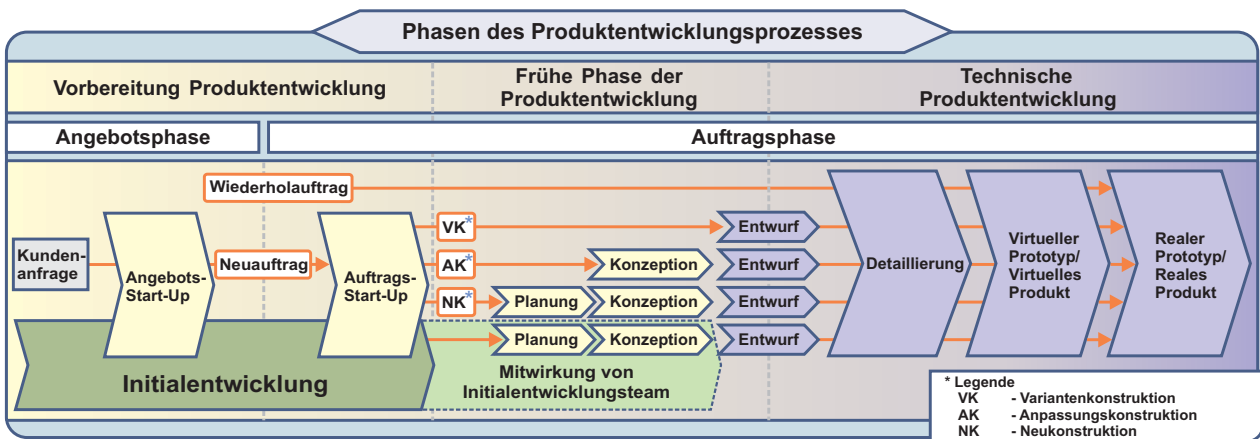 Phasen des Produktentwicklungsprozesses
Vorbereitung Produktentwicklung
Frühe Phase der
Produktentwicklung
Technische
Produktentwicklung
Angebotsphase
Auftragsphase
Wiederholauftrag
VK*
Entwurf
Kunden-
anfrage
Angebots-
Start-Up
Neuauftrag
Auftrags-
Start-Up
AK*
Konzeption
Entwurf
NK*
Planung
Konzeption
Entwurf
Planung
Konzeption
Entwurf
Detaillierung
Virtueller
Prototyp/
Virtuelles
Produkt
Realer
Prototyp/
Reales
Produkt
Initialentwicklung
Mitwirkung von
Initialentwicklungsteam
* Legende
VK - Variantenkonstruktion
AK - Anpassungskonstruktion
NK - Neukonstruktion